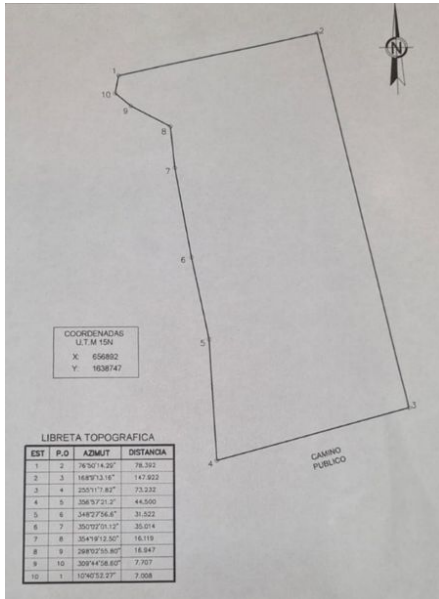 2
N
1
10
9
8
7
6
5
COORDENADAS
U.T.M 15N
X: 656892
Y: 1638747
3
4
CAMINO
PUBLICO
LIBRETA TOPOGRAFICA
EST P.O AZIMUT DISTANCIA
1 2 76°50'14.29" 78.392
2 3 168°9'13.16" 147.922
3 4 255°11'7.82" 73.232
4 5 356°57'21.2" 44.500
5 6 348°27'56.6" 31.522
6 7 350°02'01.12" 35.014
7 8 354°19'12.50" 16.119
8 9 298°02'55.80" 16.947
9 10 309°44'58.60" 7.707
10 1 10°40'52.27" 7.008